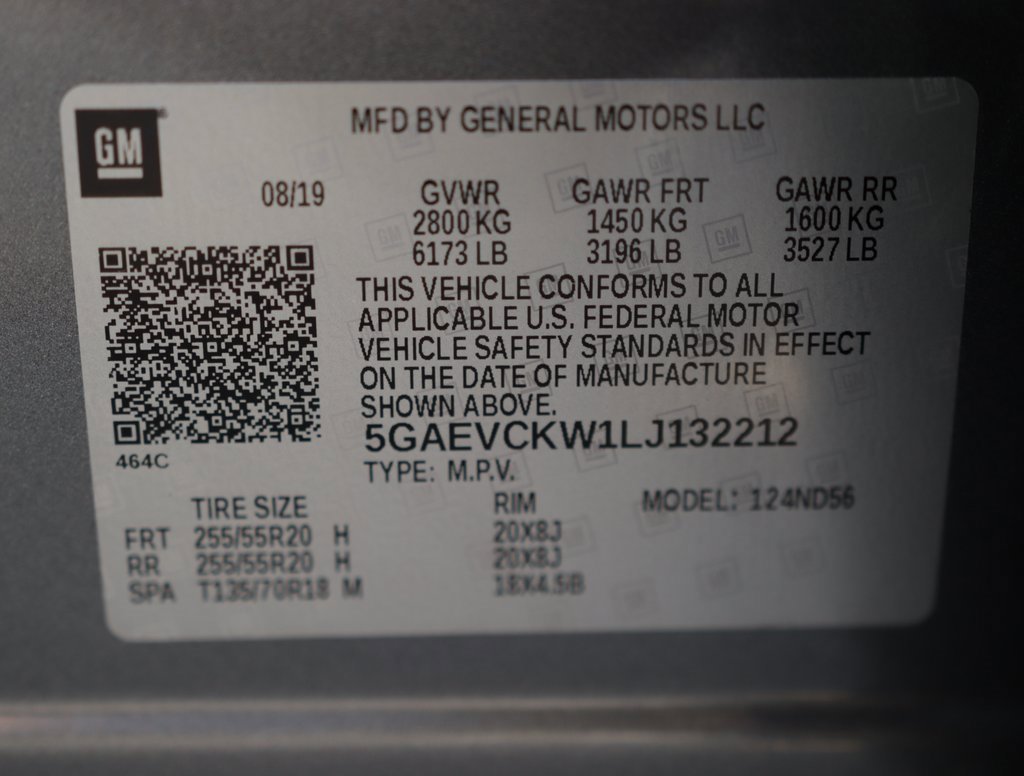 GM
MFD BY GENERAL MOTORS LLC
08/19 GVWR GAWR FRT GAWR RR
2800 KG 1450 KG 1600 KG
6173 LB 3196 LB 3527 LB
THIS VEHICLE CONFORMS TO ALL
APPLICABLE U.S. FEDERAL MOTOR
VEHICLE SAFETY STANDARDS IN EFFECT
ON THE DATE OF MANUFACTURE
SHOWN ABOVE.
5GAEVCKW1LJ132212
464C
TYPE: M.P.V.
TIRE SIZE RIM MODEL: 124ND56
FRT 255/55R20 H 20X8J
RR 255/55R20 H 20X8J
SPA T135/70R18 M 18X4.5B